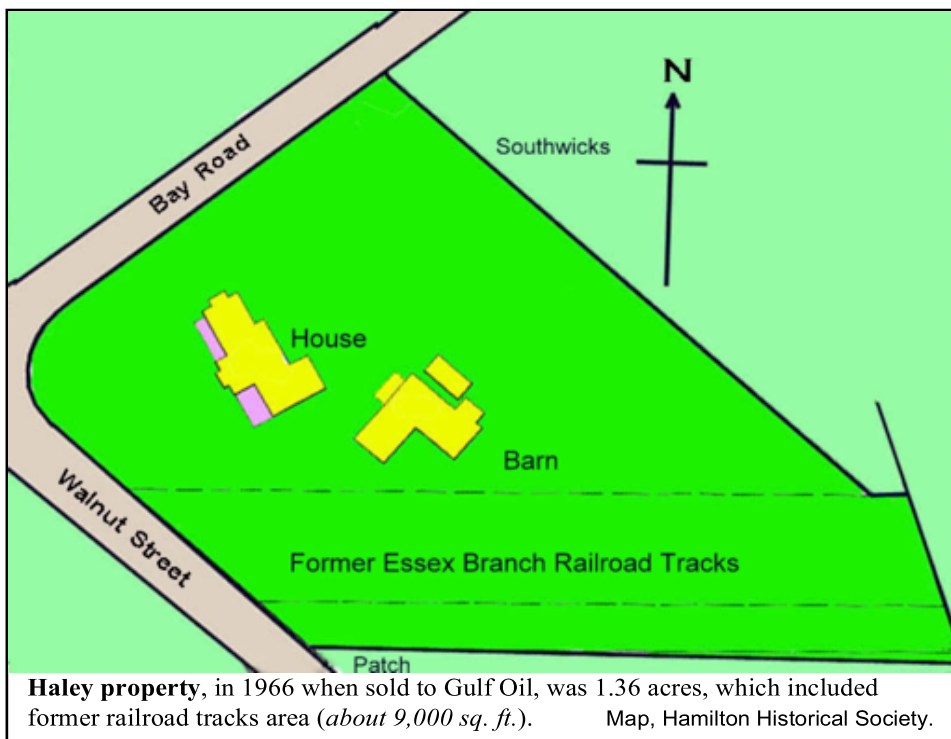 N
Southwicks
Bay Road
House
Barn
Walnut Street
Former Essex Branch Railroad Tracks
Patch
Haley property, in 1966 when sold to Gulf Oil, was 1.36 acres, which included
former railroad tracks area (about 9,000 sq. ft.). Map, Hamilton Historical Society.